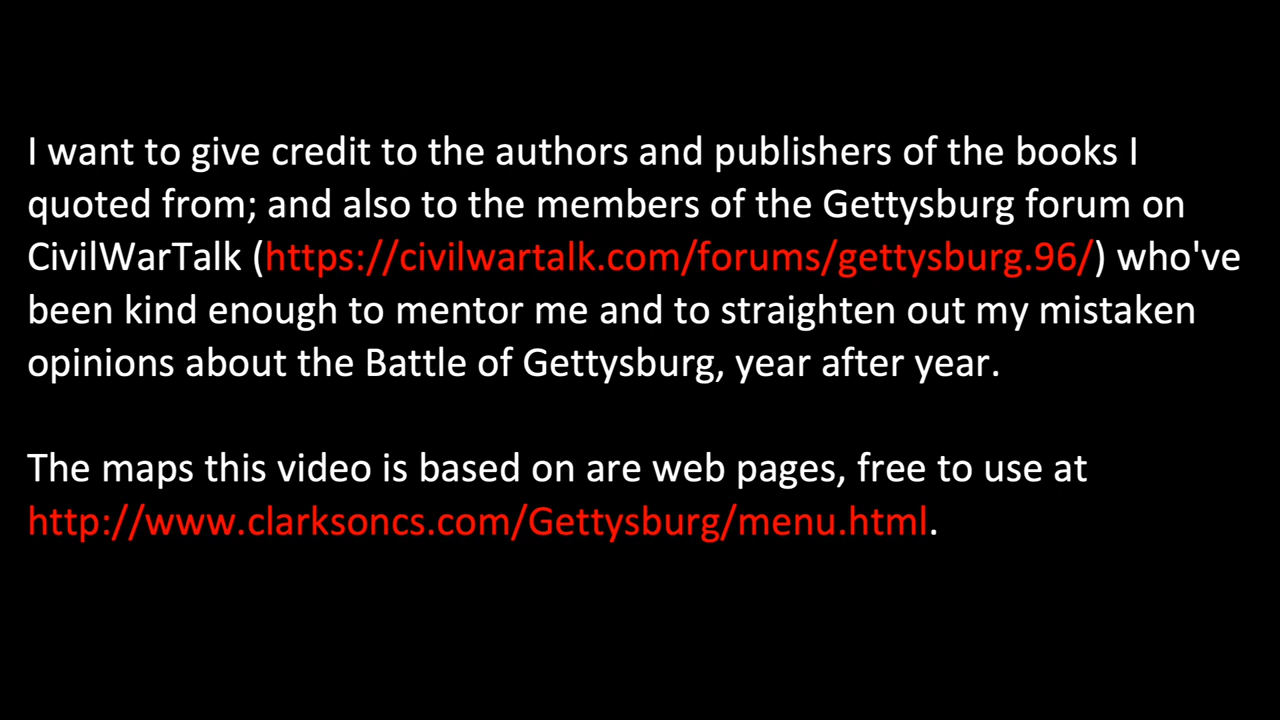 I want to give credit to the authors and publishers of the books I
quoted from; and also to the members of the Gettysburg forum on
CivilWarTalk (https://civilwartalk.com/forums/gettysburg.96/) who've
been kind enough to mentor me and to straighten out my mistaken
opinions about the Battle of Gettysburg, year after year.
The maps this video is based on are web pages, free to use at
http://www.clarksoncs.com/Gettysburg/menu.html.